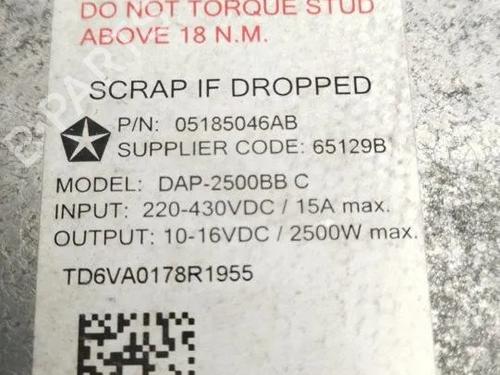 DO NOT TORQUE STUD
ABOVE 18 N.M.
SCRAP IF DROPPED
P/N: 05185046AB
SUPPLIER CODE: 65129B
MODEL: DAP-2500BB C
INPUT: 220-430VDC / 15A max.
OUTPUT: 10-16VDC / 2500W max.
TD6VA0178R1955